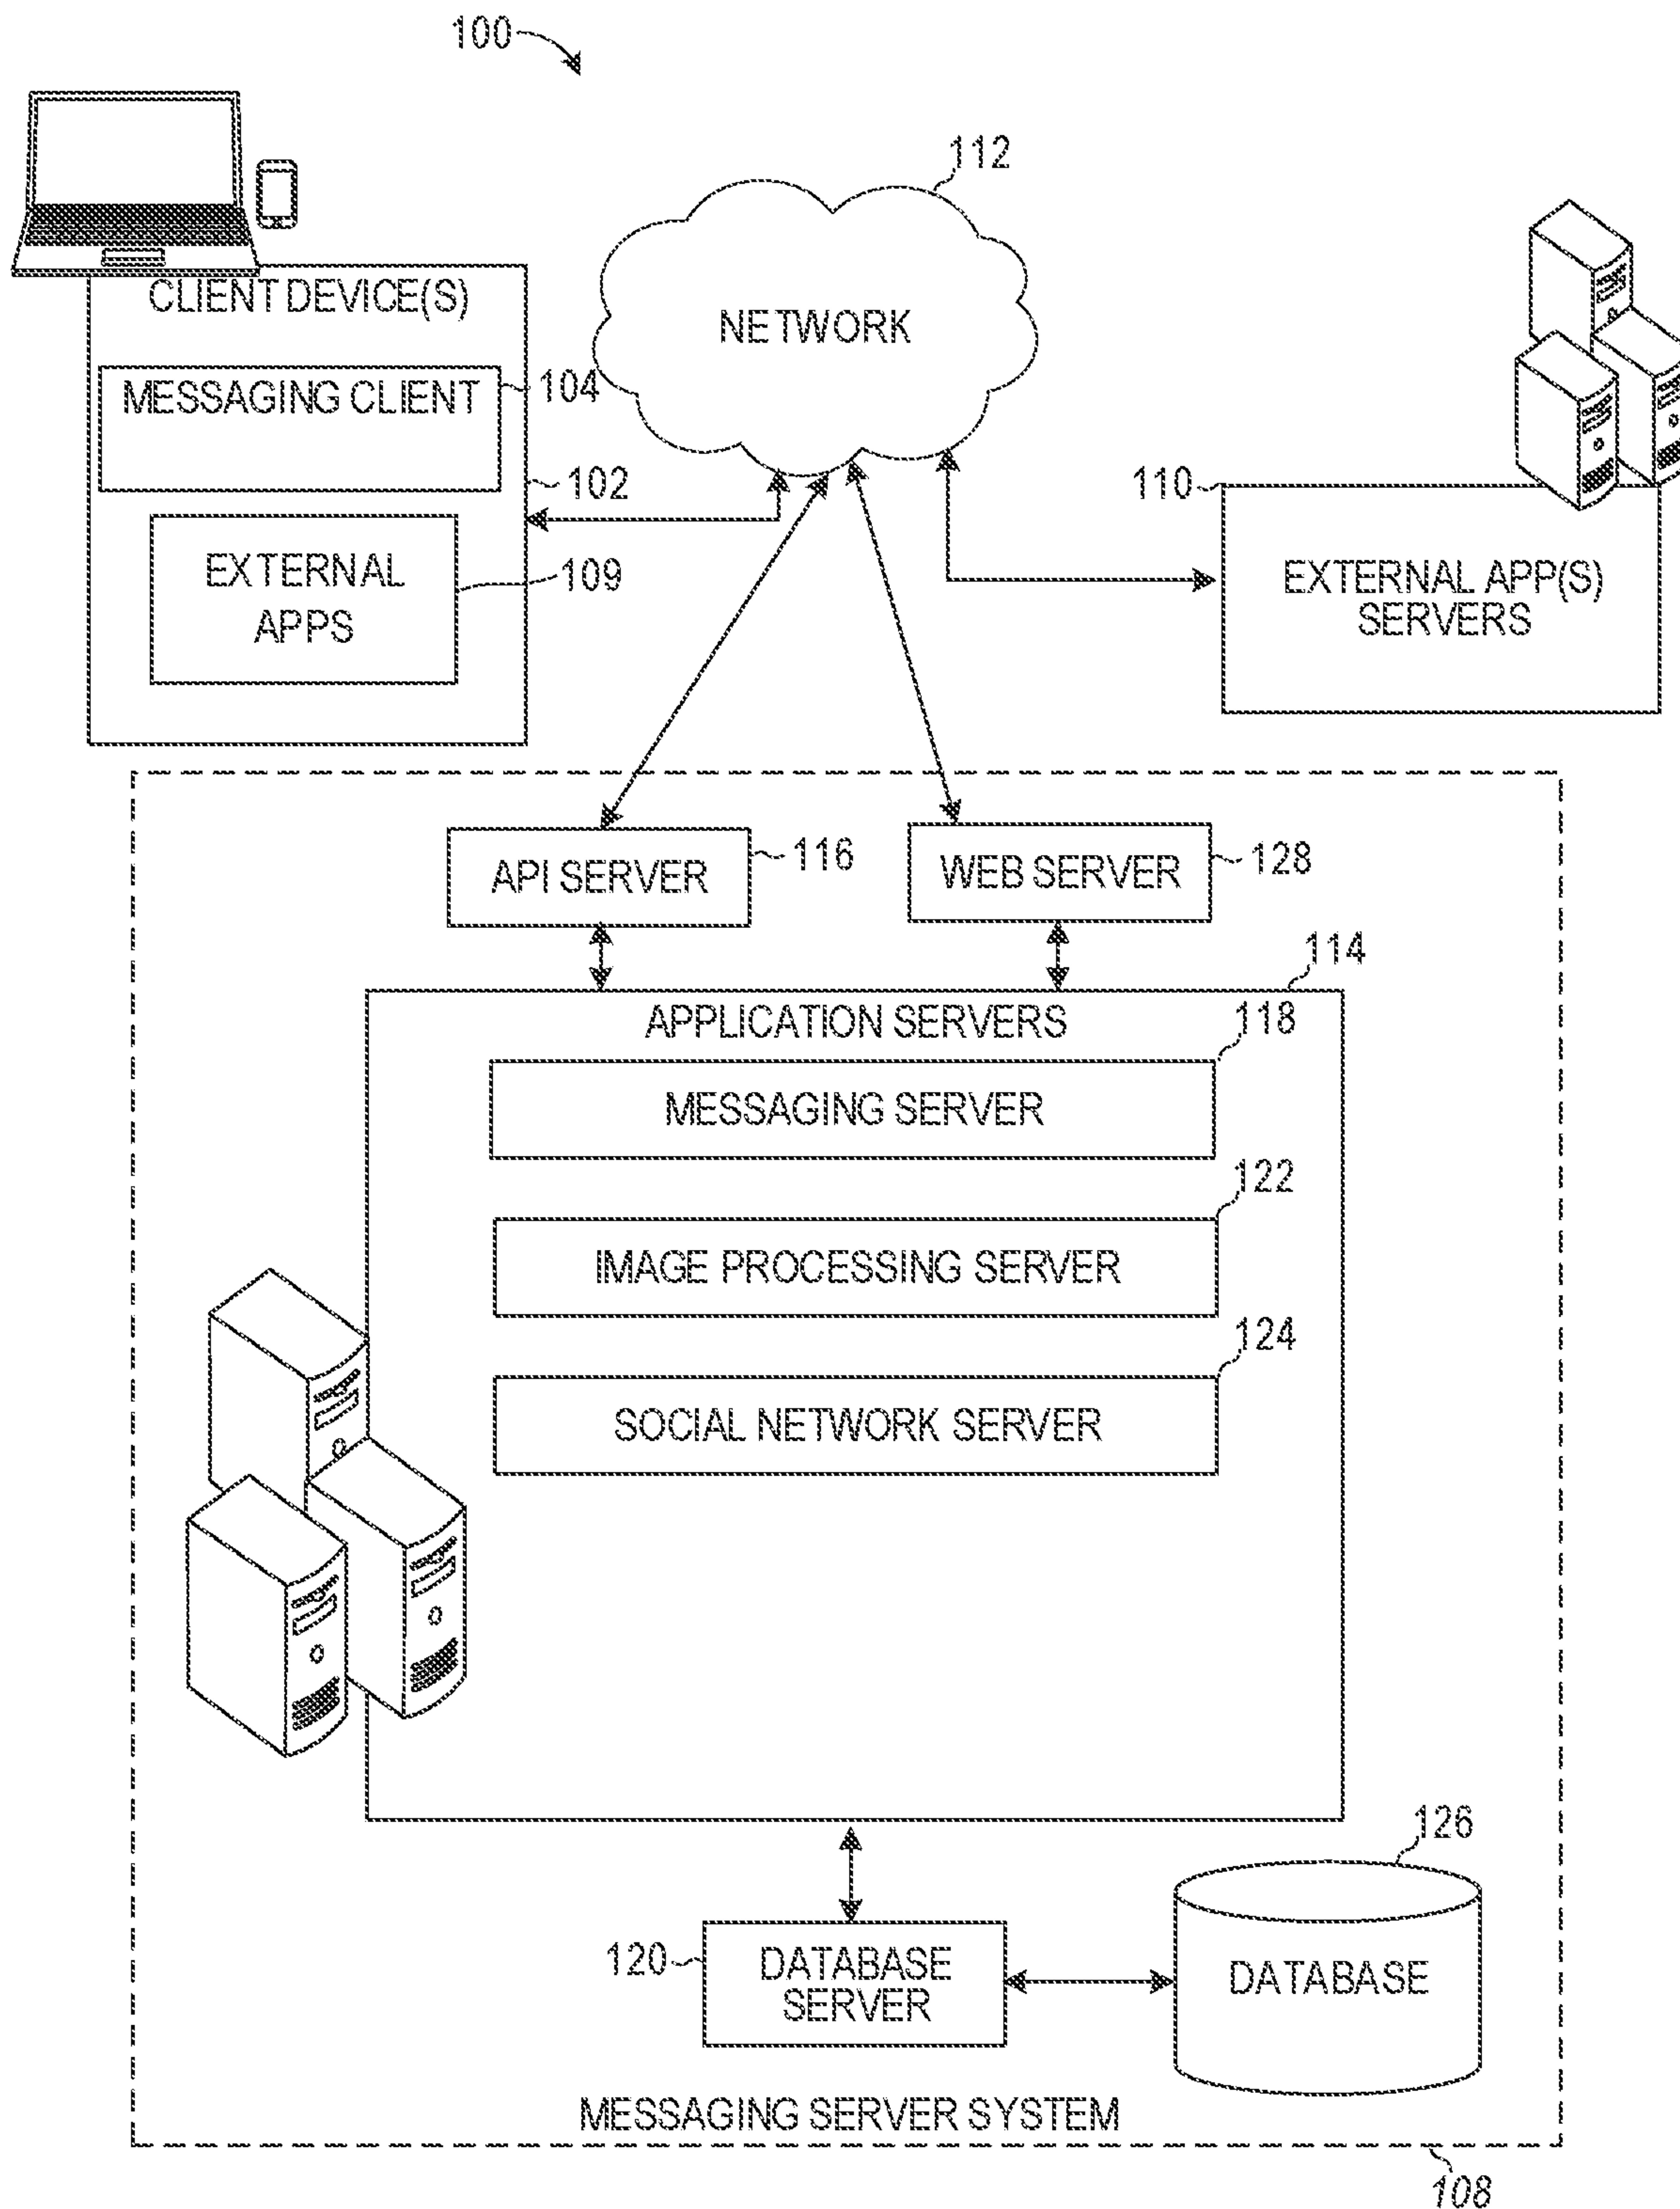 100
112
CLIENT DEVICE(S)
NETWORK
MESSAGING CLIENT
104
102
110
EXTERNAL
APPS
109
EXTERNAL APP(S)
SERVERS
API SERVER
116
WEB SERVER
128
114
APPLICATION SERVERS
118
MESSAGING SERVER
122
IMAGE PROCESSING SERVER
124
SOCIAL NETWORK SERVER
126
120
DATABASE
SERVER
DATABASE
MESSAGING SERVER SYSTEM
108